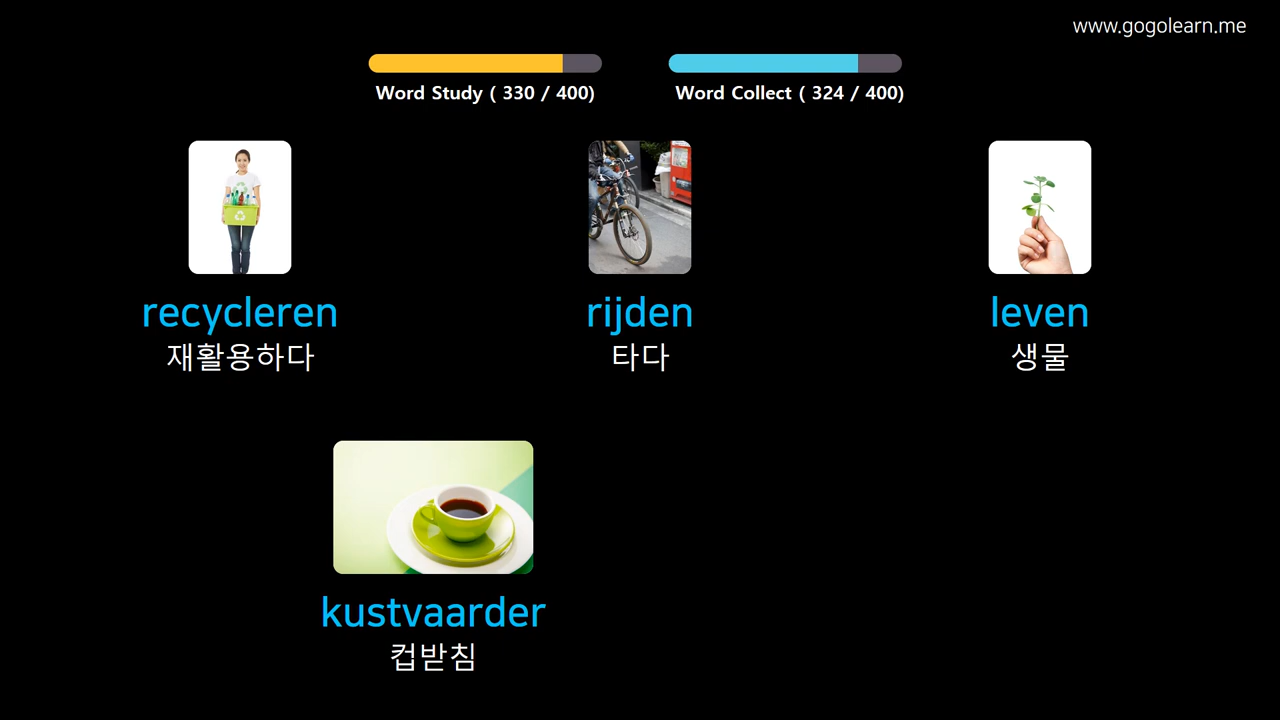 www.gogolearn.me
Word Study ( 330 / 400)
Word Collect ( 324 / 400)
recycleren
재활용하다
rijden
타다
leven
생물
kustvaarder
컵받침